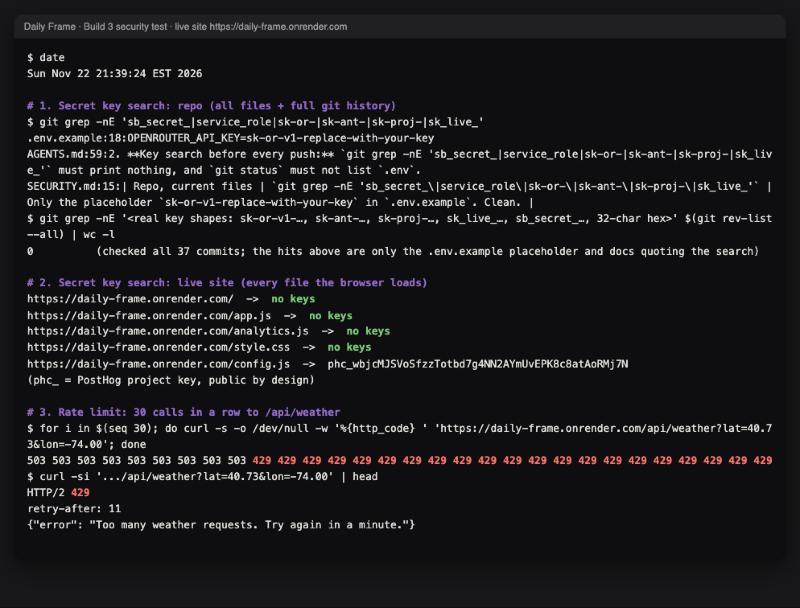 Daily Frame · Build 3 security test · live site https://daily-frame.onrender.com
$ date
Sun Nov 22 21:39:24 EST 2026
# 1. Secret key search: repo (all files + full git history)
$ git grep -nE 'sb_secret_|service_role|sk-or-|sk-ant-|sk-proj-|sk_live_'
.env.example:18:OPENROUTER_API_KEY=sk-or-v1-replace-with-your-key
AGENTS.md:59:2. **Key search before every push:** `git grep -nE 'sb_secret_|service_role|sk-or-|sk-ant-|sk-proj-|sk_liv
e_'` must print nothing, and `git status` must not list `.env`.
SECURITY.md:15:| Repo, current files | `git grep -nE 'sb_secret_\|service_role\|sk-or-\|sk-ant-\|sk-proj-\|sk_live_'` |
Only the placeholder `sk-or-v1-replace-with-your-key` in `.env.example`. Clean. |
$ git grep -nE '<real key shapes: sk-or-v1-…, sk-ant-…, sk-proj-…, sk_live_…, sb_secret_…, 32-char hex>' $(git rev-list
--all) | wc -l
0 (checked all 37 commits; the hits above are only the .env.example placeholder and docs quoting the search)
# 2. Secret key search: live site (every file the browser loads)
https://daily-frame.onrender.com/ -> no keys
https://daily-frame.onrender.com/app.js -> no keys
https://daily-frame.onrender.com/analytics.js -> no keys
https://daily-frame.onrender.com/style.css -> no keys
https://daily-frame.onrender.com/config.js -> phc_wbjcMJSVoSfzzTotbd7g4NN2AYmUvEPK8c8atAoRMj7N
(phc_ = PostHog project key, public by design)
# 3. Rate limit: 30 calls in a row to /api/weather
$ for i in $(seq 30); do curl -s -o /dev/null -w '%{http_code} ' 'https://daily-frame.onrender.com/api/weather?lat=40.7
3&lon=-74.00'; done
503 503 503 503 503 503 503 503 503 429 429 429 429 429 429 429 429 429 429 429 429 429 429 429 429 429 429 429 429 429
$ curl -si '.../api/weather?lat=40.73&lon=-74.00' | head
HTTP/2 429
retry-after: 11
{"error": "Too many weather requests. Try again in a minute."}